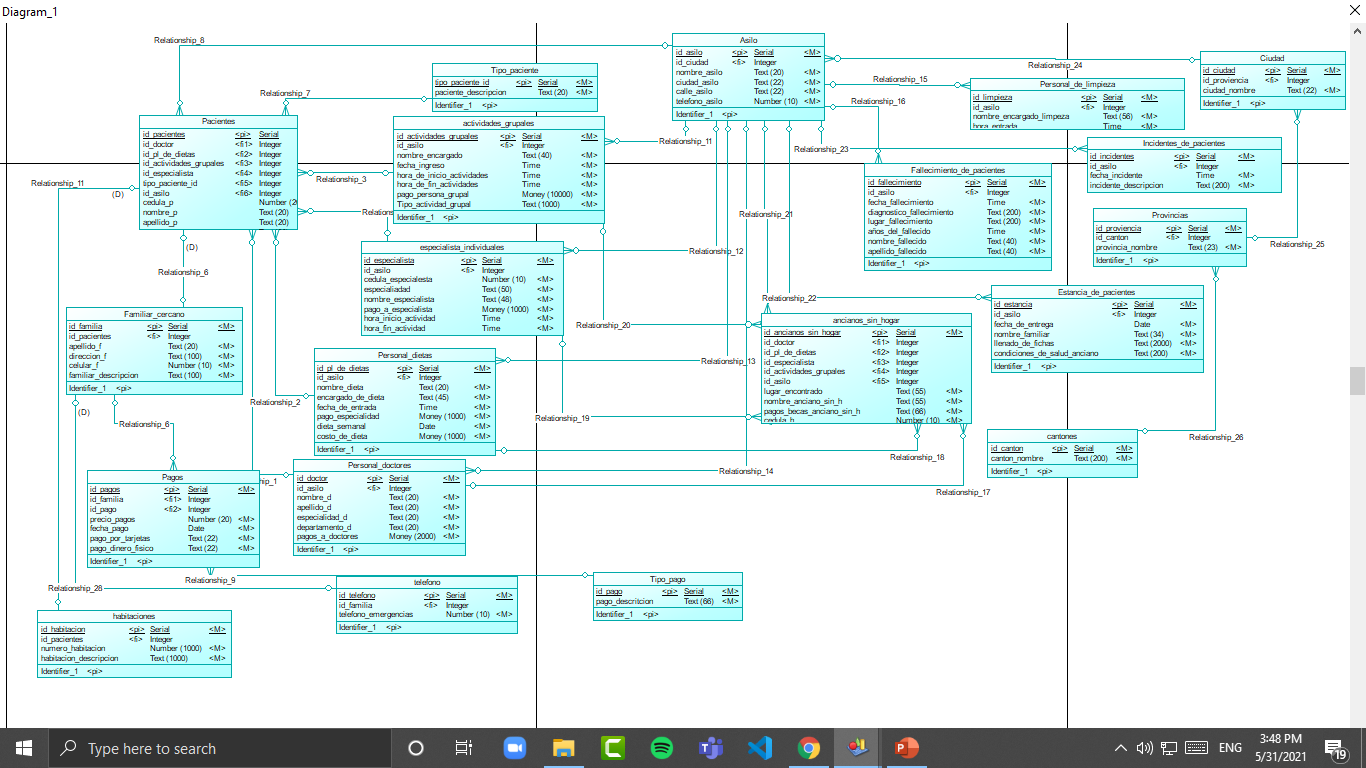 Diagram_1
Relationship_8
Asilo
id_asilo <pi> Serial <M>
id_ciudad <fi> Integer
nombre_asilo Text (20) <M>
ciudad_asilo Text (22) <M>
calle_asilo Text (22) <M>
telefono_asilo Number (10) <M>
Identifier_1 <pi>
Relationship_24
Ciudad
id_ciudad <pi> Serial <M>
id_proviencia <fi> Integer
ciudad_nombre Text (22) <M>
Identifier_1 <pi>
Tipo_paciente
tipo_paciente_id <pi> Serial <M>
paciente_descripcion Text (20) <M>
Identifier_1 <pi>
Relationship_7
Relationship_15
Personal_de_limpieza
id_limpieza <pi> Serial <M>
id_asilo <fi> Integer
nombre_encargado_limpeza Text (56) <M>
hora_entrada Time <M>
Relationship_16
Pacientes
id_pacientes <pi> Serial
id_doctor <fi1> Integer
id_pl_de_dietas <fi2> Integer
id_actividades_grupales <fi3> Integer
id_especialista <fi4> Integer
tipo_paciente_id <fi5> Integer
id_asilo <fi6> Integer
cedula_p Number (2
nombre_p Text (20)
apellido_p Text (20)
actividades_grupales
id_actividades_grupales <pi> Serial <M>
id_asilo <fi> Integer
nombre_encargado Text (40) <M>
fecha_ingreso Time <M>
hora_de_inicio_actividades Time <M>
hora_de_fin_actividades Time <M>
pago_persona_grupal Money (10000) <M>
Tipo_actividad_grupal Text (1000) <M>
Identifier_1 <pi>
Relationship_11
Relationship_23
Incidentes_de_pacientes
id_incidentes <pi> Serial <M>
id_asilo <fi> Integer
fecha_incidente Time <M>
incidente_descripcion Text (200) <M>
Fallecimiento_de_pacientes
id_fallecimiento <pi> Serial <M>
id_asilo <fi> Integer
fecha_fallecimiento Time <M>
diagnostico_fallecimiento Text (200) <M>
lugar_fallecimiento Text (200) <M>
años_del_fallecido Time <M>
nombre_fallecido Text (40) <M>
apellido_fallecido Text (40) <M>
Identifier_1 <pi>
Relationship_11
(D)
Relationship_3
Relations
Relationship_21
Provincias
id_proviencia <pi> Serial <M>
id_canton <fi> Integer
provincia_nombre Text (23) <M>
Identifier_1 <pi>
Relationship_25
(D)
Relationship_6
especialista_individuales
id_especialista <pi> Serial <M>
id_asilo <fi> Integer
cedula_especialesta Number (10) <M>
especialiadad Text (50) <M>
nombre_especialista Text (48) <M>
pago_a_especialista Money (1000) <M>
hora_inicio_actividad Time <M>
hora_fin_actividad Time <M>
Relationship_12
Relationship_22
Estancia_de_pacientes
id_estancia <pi> Serial <M>
id_asilo <fi> Integer
fecha_de_entrega Date <M>
nombre_familiar Text (34) <M>
llenado_de_fichas Text (2000) <M>
condiciones_de_salud_anciano Text (200) <M>
Identifier_1 <pi>
Familiar_cercano
id_familia <pi> Serial <M>
id_pacientes <fi> Integer
apellido_f Text (20) <M>
direccion_f Text (100) <M>
celular_f Number (10) <M>
familiar_descripcion Text (100) <M>
Identifier_1 <pi>
Relationship_20
ancianos_sin_hogar
id_ancianos_sin_hogar <pi> Serial <M>
id_doctor <fi1> Integer
id_pl_de_dietas <fi2> Integer
id_especialista <fi3> Integer
id_actividades_grupales <fi4> Integer
id_asilo <fi5> Integer
lugar_encontrado Text (55) <M>
nombre_anciano_sin_h Text (55) <M>
pagos_becas_anciano_sin_h Text (66) <M>
cedula_h Number (10) <M>
Personal_dietas
id_pl_de_dietas <pi> Serial <M>
id_asilo <fi> Integer
nombre_dieta Text (20) <M>
encargado_de_dieta Text (45) <M>
fecha_de_entrada Time <M>
pago_especialidad Money (1000) <M>
dieta_semanal Date <M>
costo_de_dieta Money (1000) <M>
Identifier_1 <pi>
Relationship_13
Relationship_2
(D)
Relationship_19
Relationship_6
cantones
id_canton <pi> Serial <M>
canton_nombre Text (200) <M>
Identifier_1 <pi>
Relationship_26
Relationship_18
Pagos
id_pagos <pi> Serial <M>
id_familia <fi1> Integer
id_pago <fi2> Integer
precio_pagos Number (20) <M>
fecha_pago Date <M>
pago_por_tarjetas Text (22) <M>
pago_dinero_fisico Text (22) <M>
Identifier_1 <pi>
hip_1
Personal_doctores
id_doctor <pi> Serial <M>
id_asilo <fi> Integer
nombre_d Text (20) <M>
apellido_d Text (20) <M>
especialidad_d Text (20) <M>
departamento_d Text (20) <M>
pagos_a_doctores Money (2000) <M>
Identifier_1 <pi>
Relationship_14
Relationship_17
Relationship_9
Relationship_28
telefono
id_telefono <pi> Serial <M>
id_familia <fi> Integer
telefono_emergencias Number (10) <M>
Identifier_1 <pi>
Tipo_pago
id_pago <pi> Serial <M>
pago_descritcion Text (66) <M>
Identifier_1 <pi>
habitaciones
id_habitacion <pi> Serial <M>
id_pacientes <fi> Integer
numero_habitacion Number (1000) <M>
habitacion_descripcion Text (1000) <M>
Identifier_1 <pi>
Type here to search
ENG
3:48 PM
5/31/2021
19